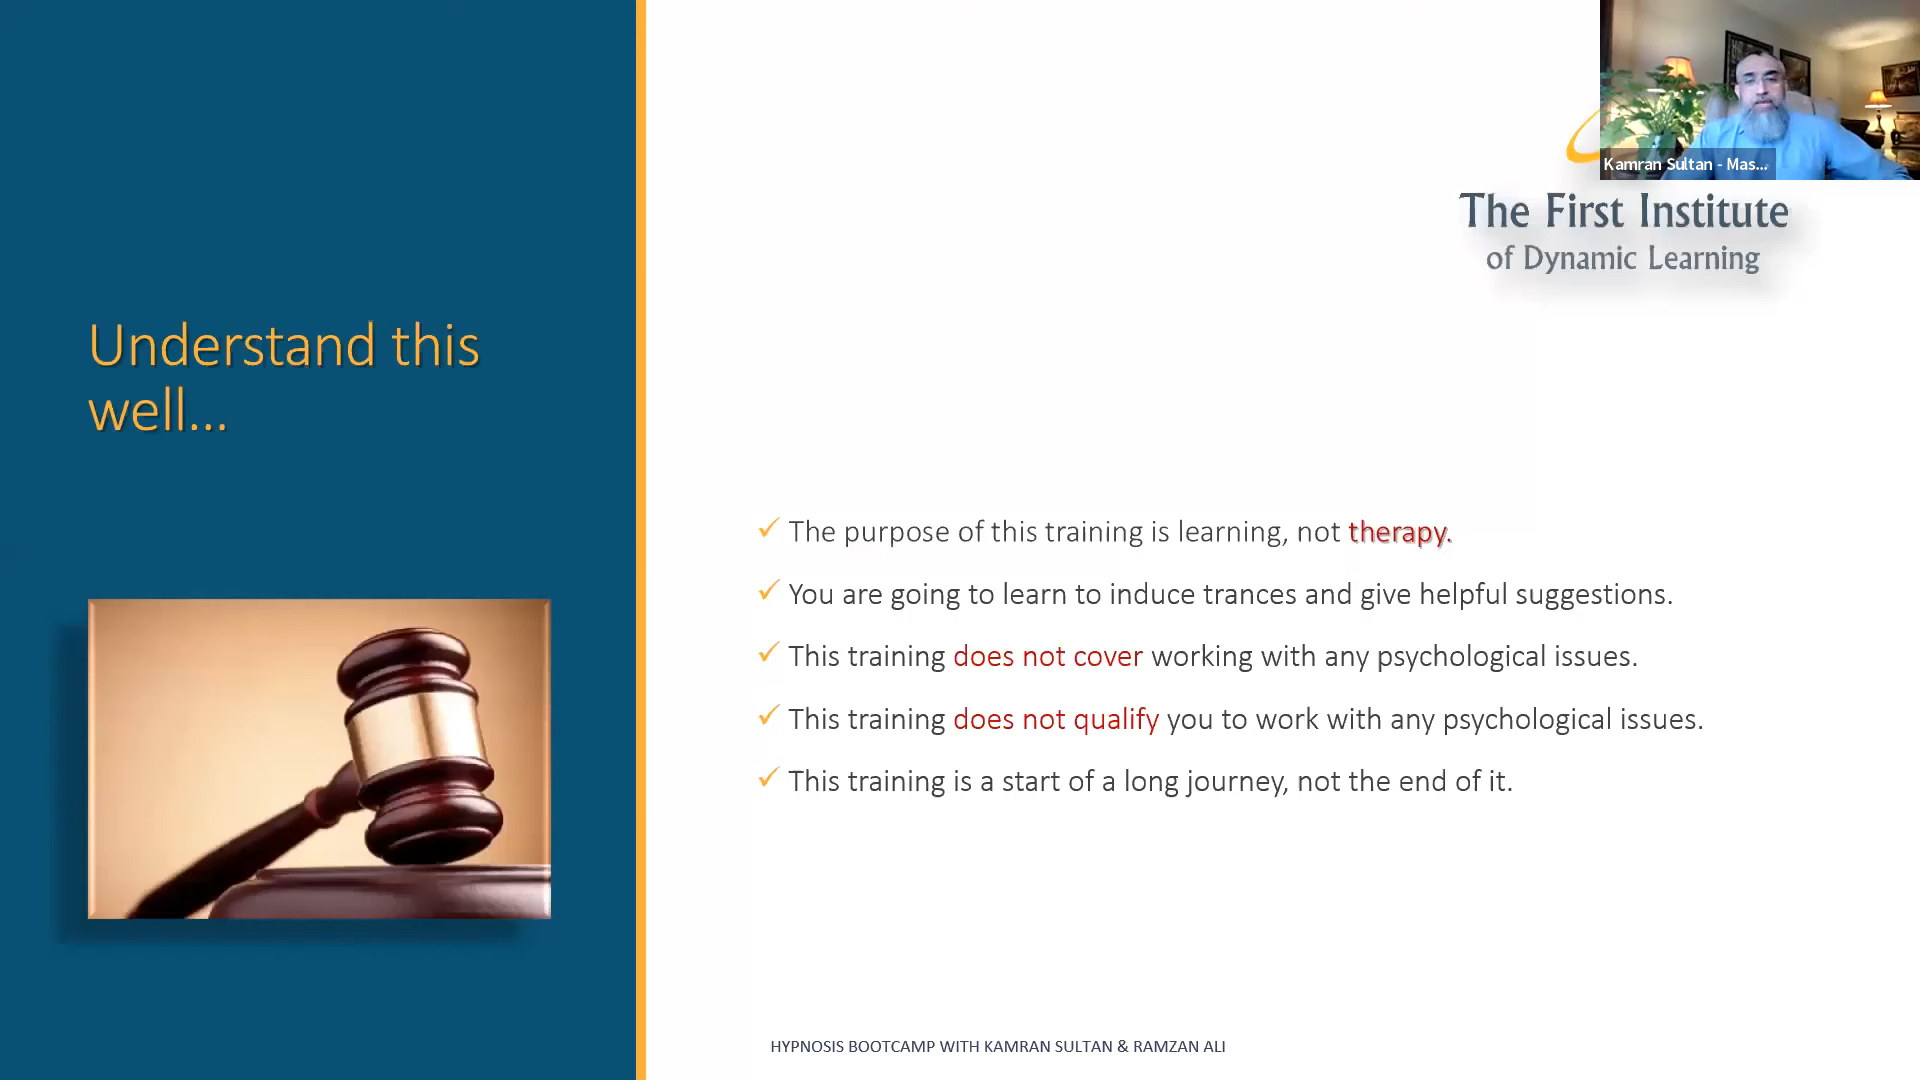 Kamran Sultan - Mas...
The First Institute
of Dynamic Learning
Understand this
well...
✓ The purpose of this training is learning, not therapy.
✓ You are going to learn to induce trances and give helpful suggestions.
✓ This training does not cover working with any psychological issues.
✓ This training does not qualify you to work with any psychological issues.
✓ This training is a start of a long journey, not the end of it.
HYPNOSIS BOOTCAMP WITH KAMRAN SULTAN & RAMZAN ALI